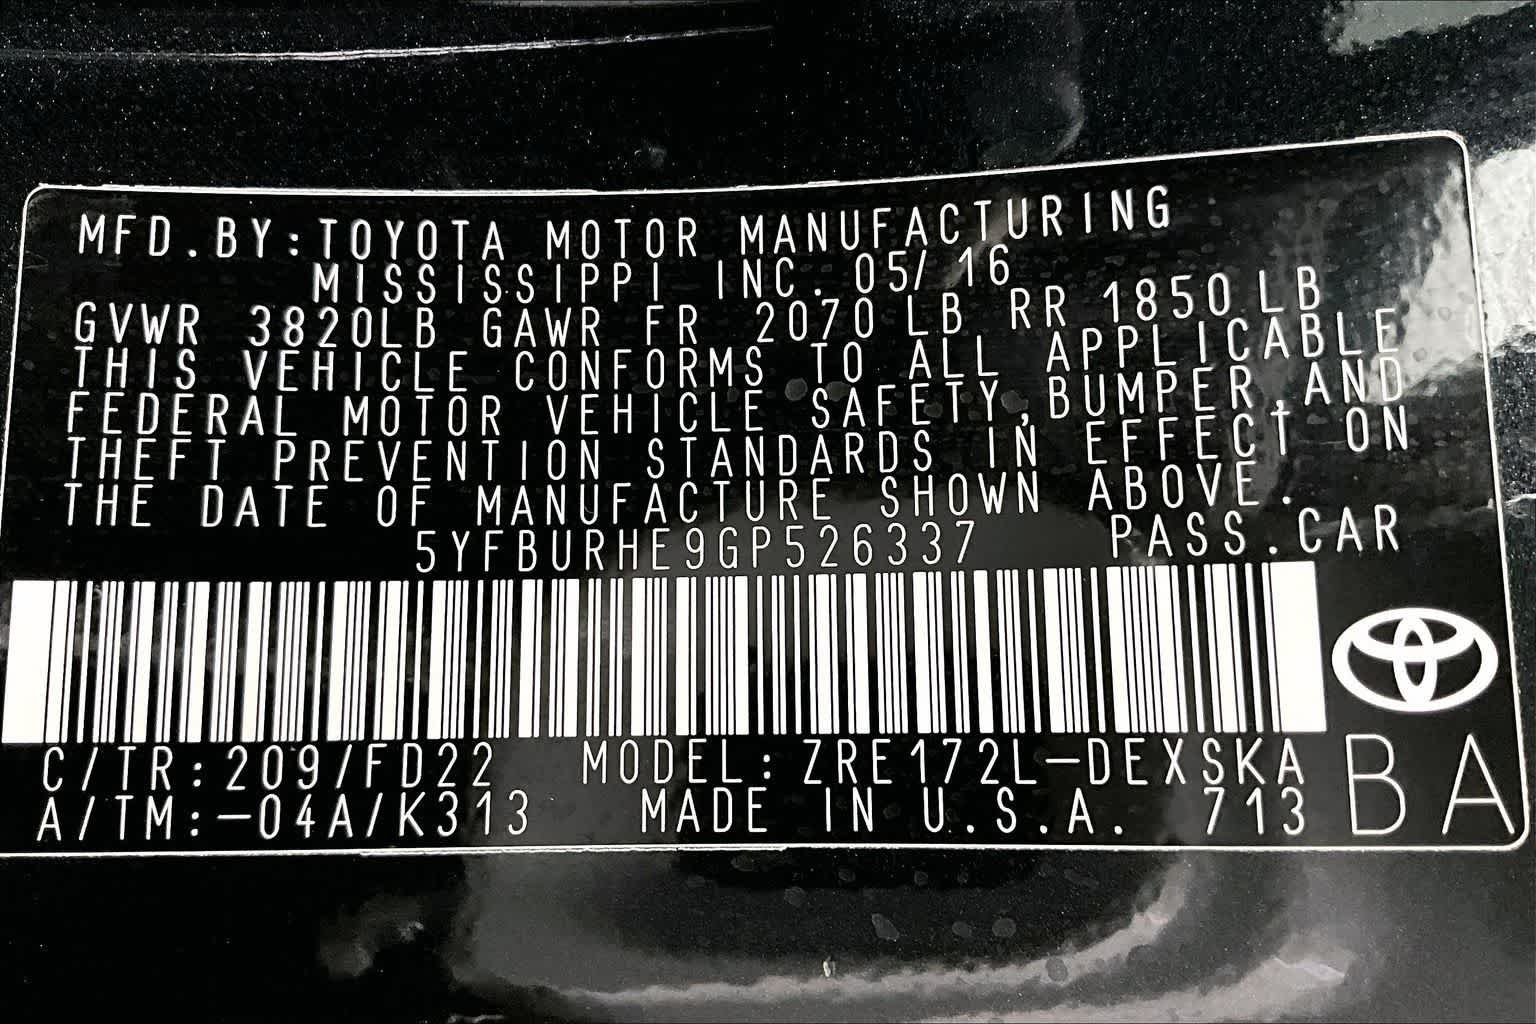 MFD.BY:TOYOTA MOTOR MANUFACTURING
MISSISSIPPI INC. 05/ 16
GVWR 3820LB GAWR FR 2070 LB RR 1850 LB
THIS VEHICLE CONFORMS TO ALL APPLICABLE
FEDERAL MOTOR VEHICLE SAFETY,BUMPER,AND
THEFT PREVENTION STANDARDS IN EFFECT ON
THE DATE OF MANUFACTURE SHOWN ABOVE.
5YFBURHE9GP526337 PASS.CAR
C/TR:209/FD22 MODEL:ZRE172L-DEXSKA
A/TM:-04A/K313 MADE IN U.S.A. 713
BA